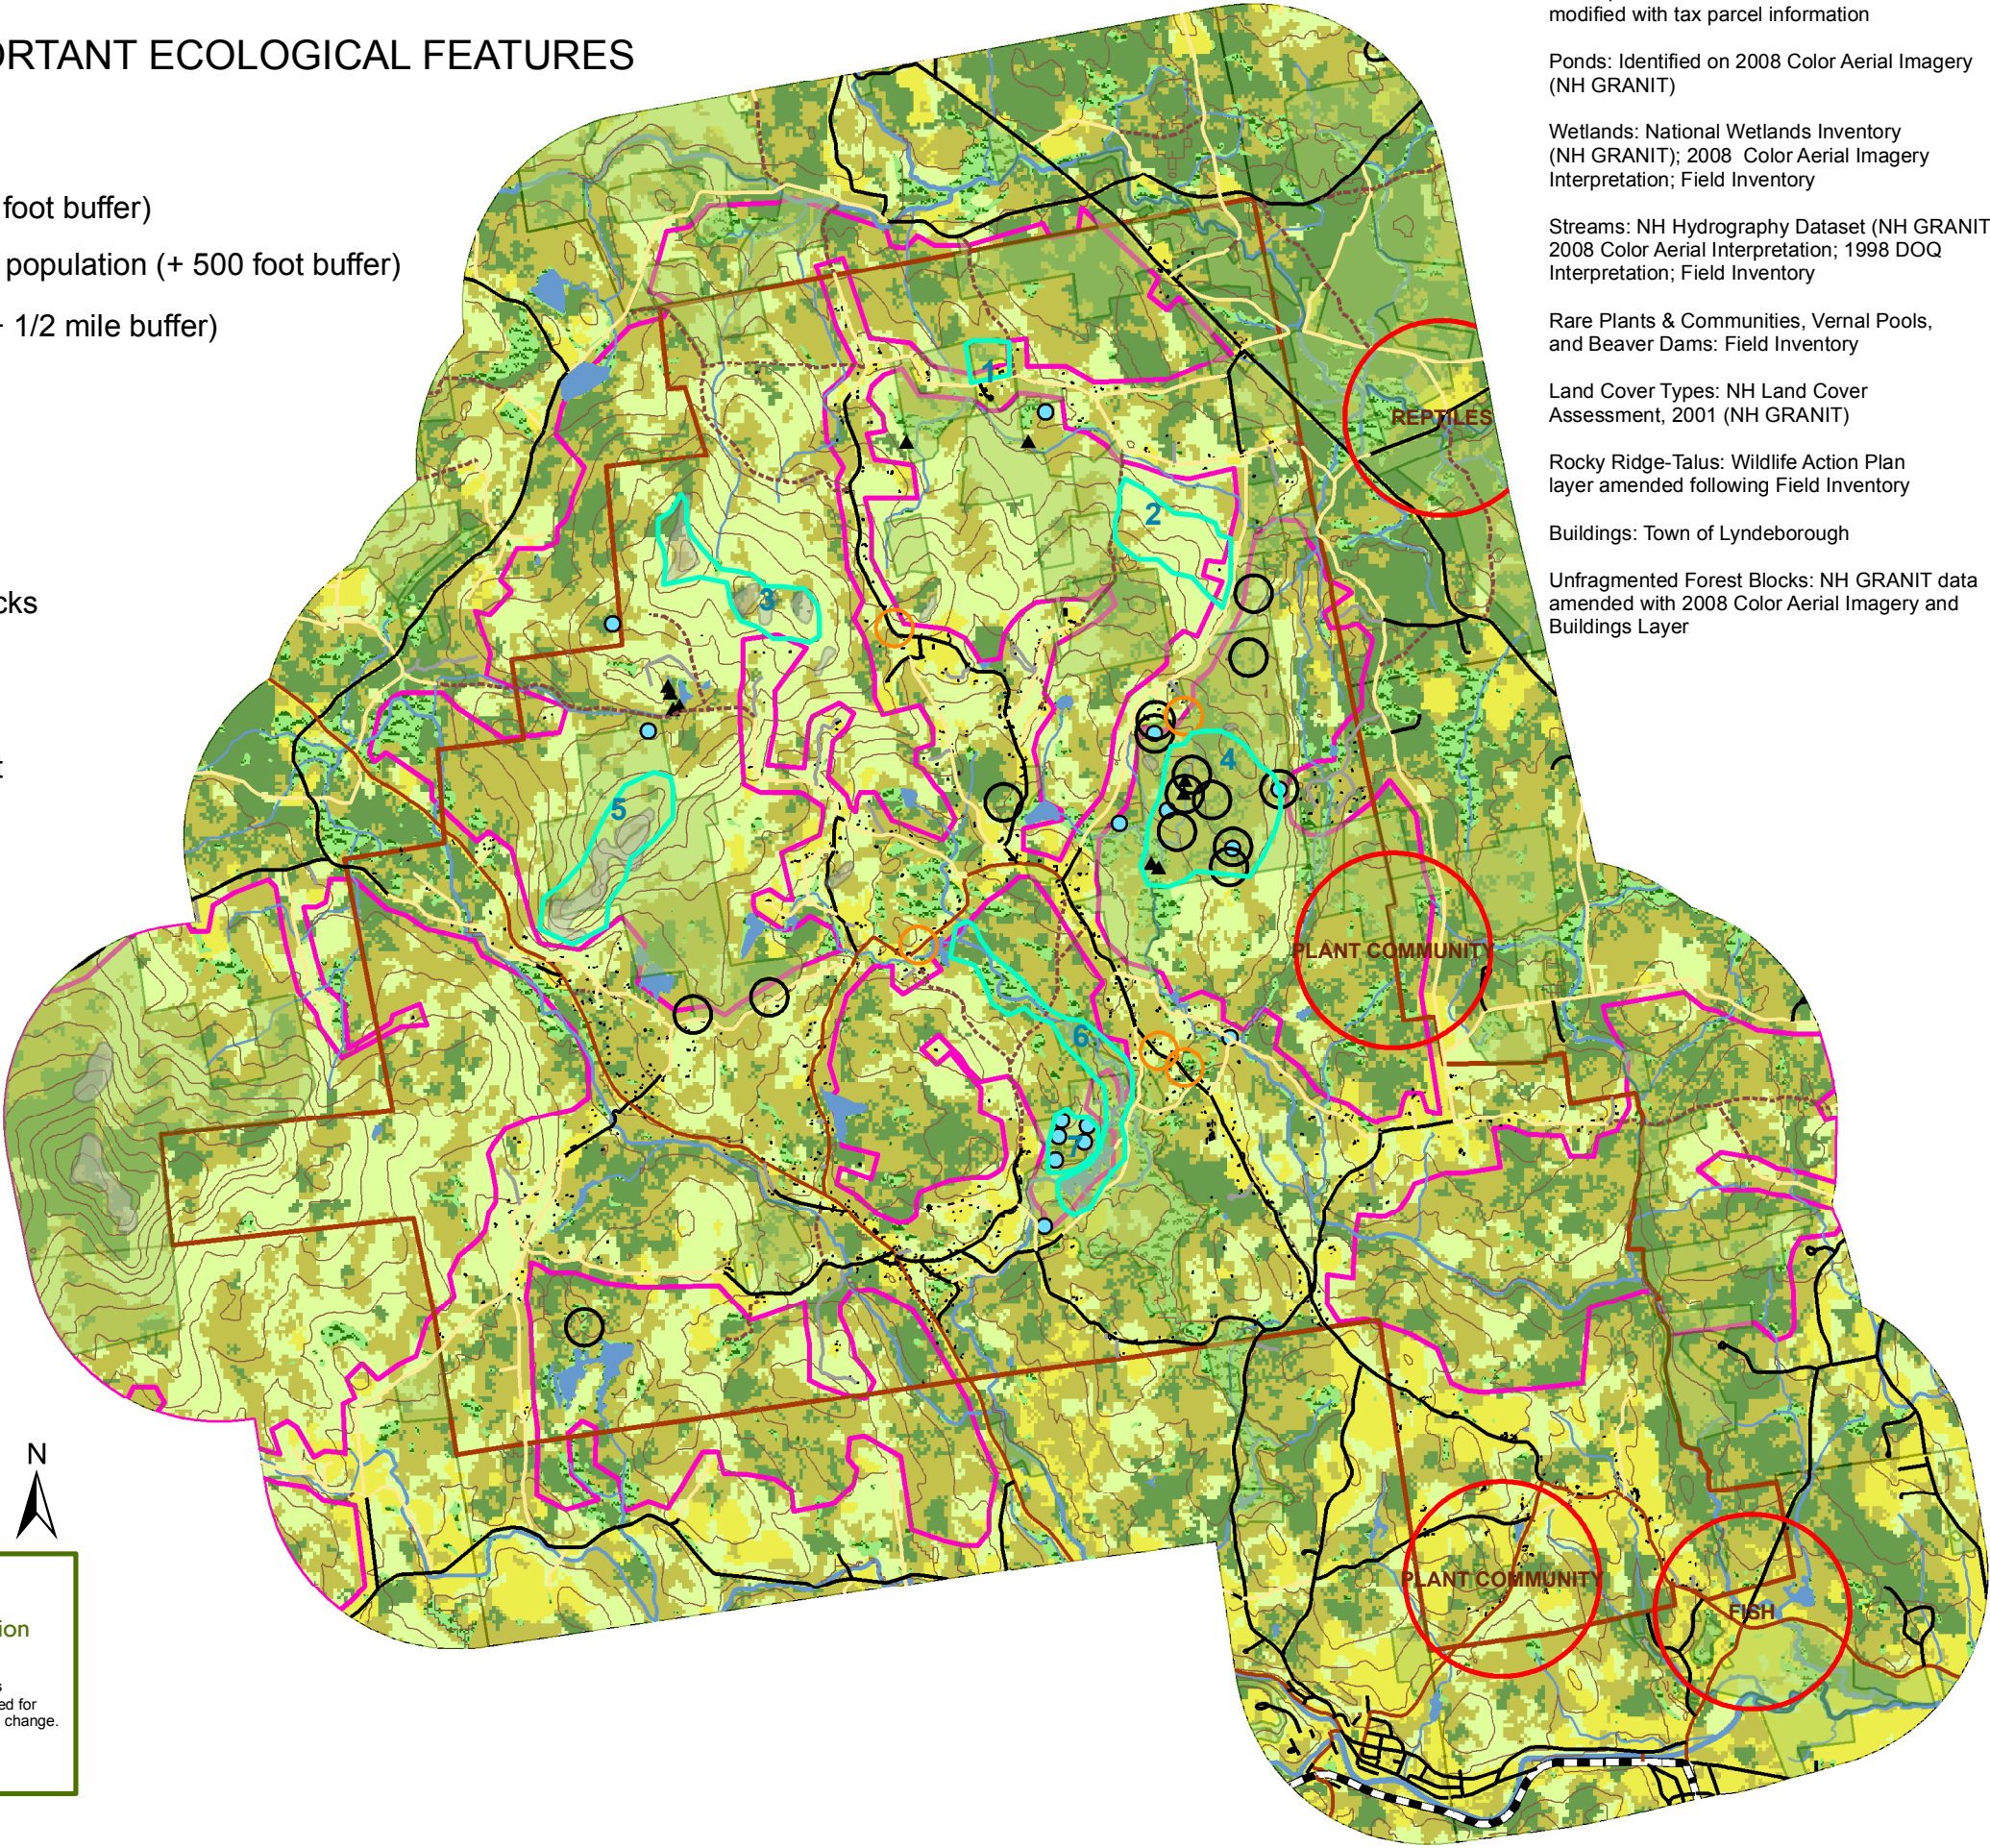 ORTANT ECOLOGICAL FEATURES
foot buffer)
population (+ 500 foot buffer)
1/2 mile buffer)
cks
t
modified with tax parcel information
Ponds: Identified on 2008 Color Aerial Imagery
(NH GRANIT)
Wetlands: National Wetlands Inventory
(NH GRANIT); 2008 Color Aerial Imagery
Interpretation; Field Inventory
Streams: NH Hydrography Dataset (NH GRANIT
2008 Color Aerial Interpretation; 1998 DOQ
Interpretation; Field Inventory
Rare Plants & Communities, Vernal Pools,
and Beaver Dams: Field Inventory
Land Cover Types: NH Land Cover
Assessment, 2001 (NH GRANIT)
Rocky Ridge-Talus: Wildlife Action Plan
layer amended following Field Inventory
Buildings: Town of Lyndeborough
Unfragmented Forest Blocks: NH GRANIT data
amended with 2008 Color Aerial Imagery and
Buildings Layer
1
REPTILES
2
3
4
5
PLANT COMMUNITY
6
7
PLANT COMMUNITY
FISH
N
ion
s
ed for
change.